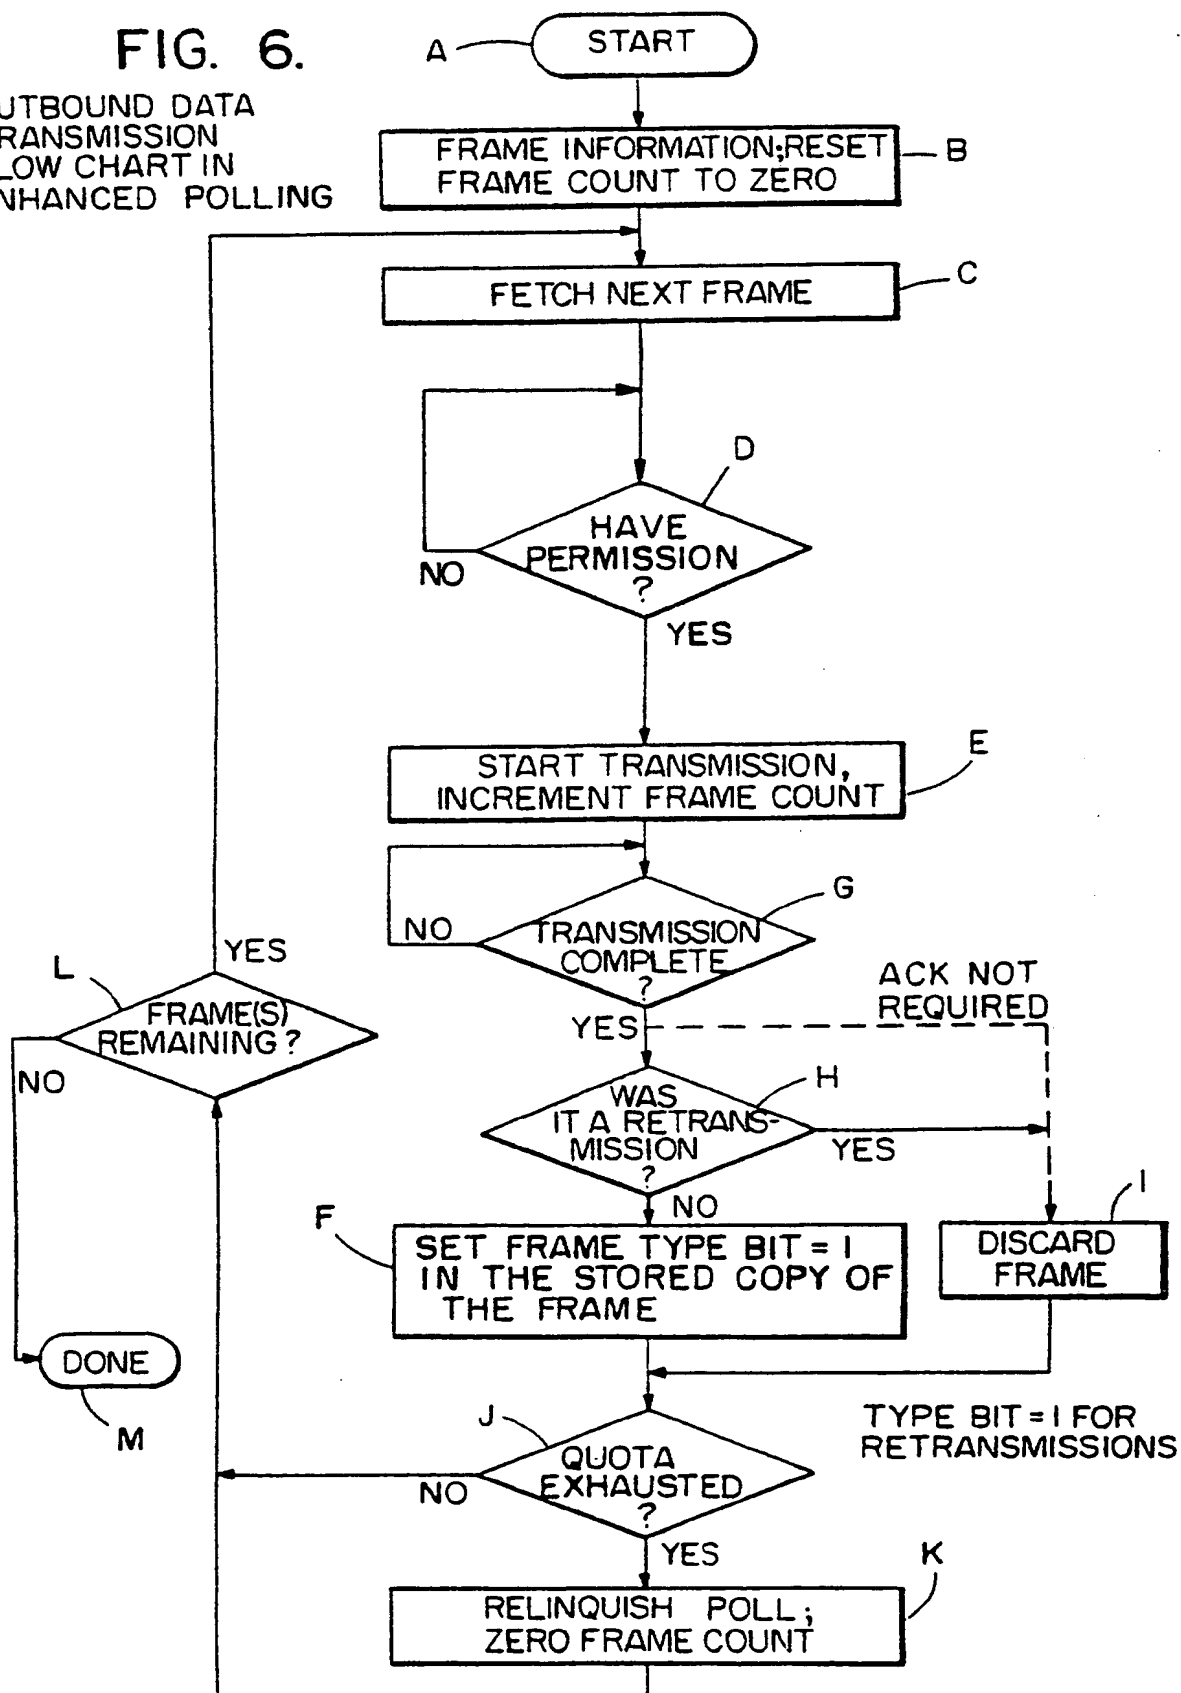 FIG. 6.
UTBOUND DATA
RANSMISSION
LOW CHART IN
NHANCED POLLING
A
START
FRAME INFORMATION;RESET
FRAME COUNT TO ZERO
B
FETCH NEXT FRAME
C
D
HAVE
PERMISSION
?
NO
YES
E
START TRANSMISSION,
INCREMENT FRAME COUNT
G
TRANSMISSION
COMPLETE
?
NO
YES
ACK NOT
REQUIRED
L
YES
FRAME(S)
REMAINING?
NO
H
WAS
IT A RETRANS-
MISSION
?
YES
NO
F
SET FRAME TYPE BIT = 1
IN THE STORED COPY OF
THE FRAME
I
DISCARD
FRAME
DONE
M
J
QUOTA
EXHAUSTED
?
NO
YES
TYPE BIT = 1 FOR
RETRANSMISSIONS
K
RELINQUISH POLL;
ZERO FRAME COUNT